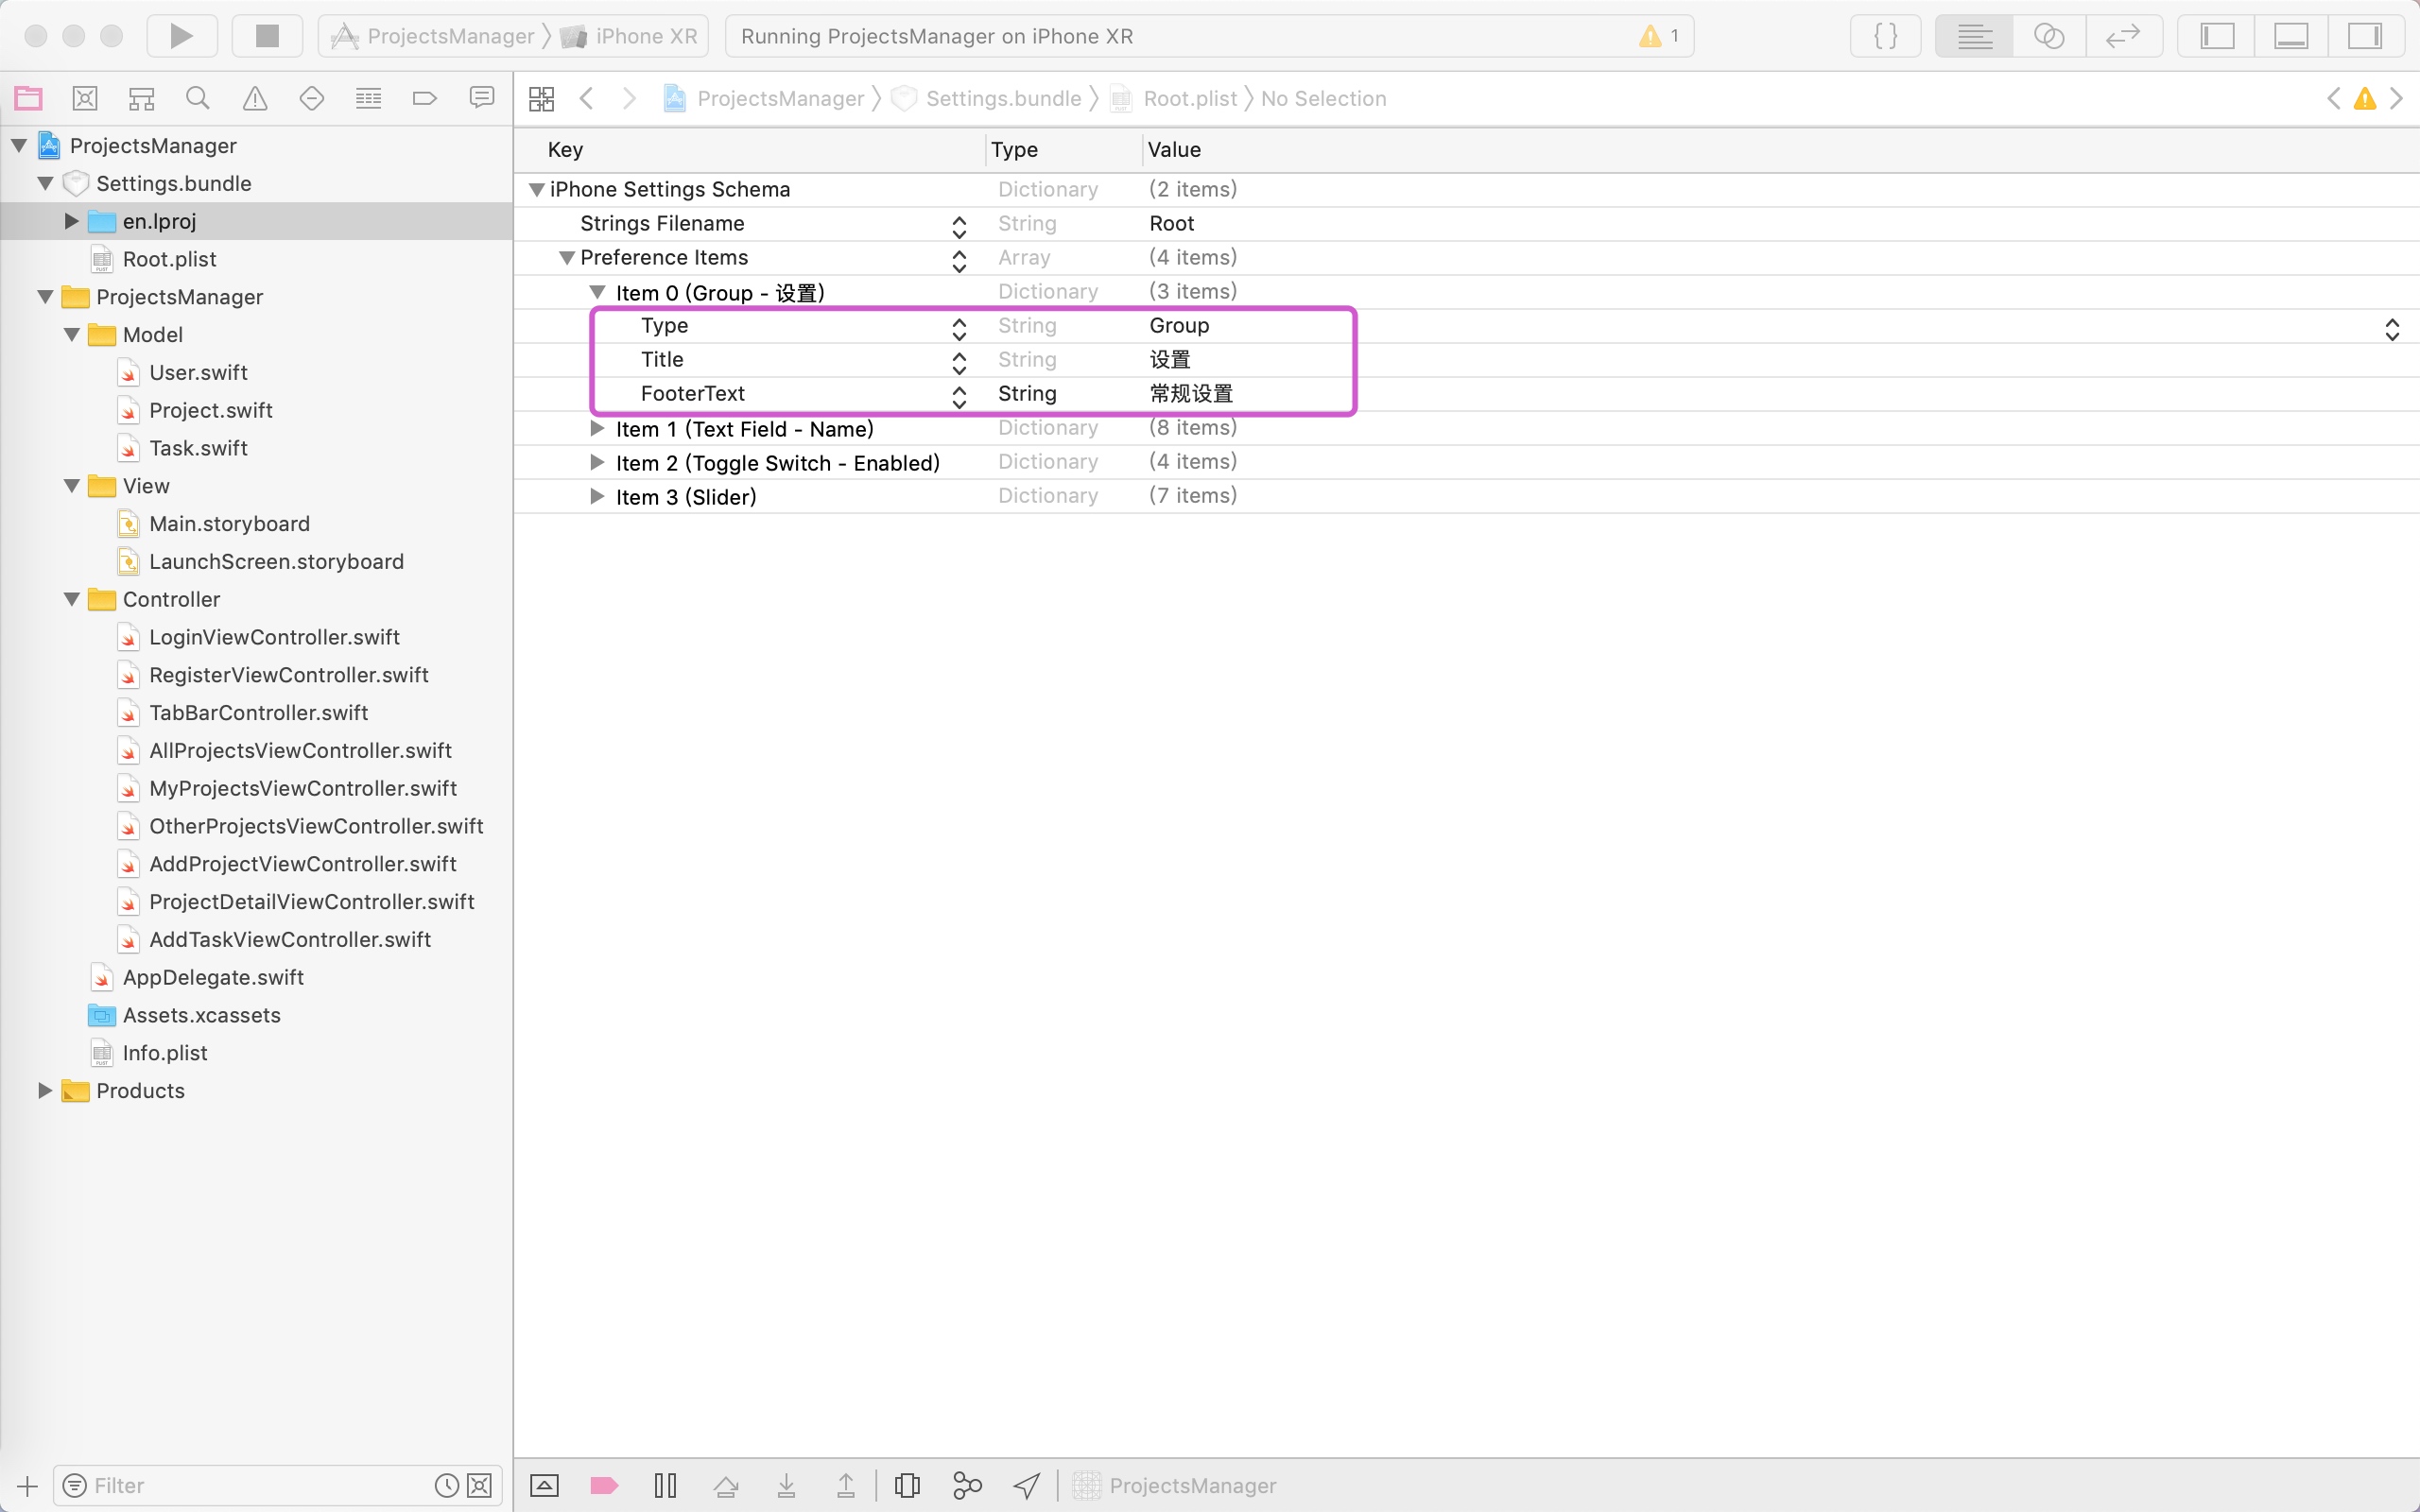 ProjectsManager iPhone XR Running ProjectsManager on iPhone XR 1
ProjectsManager Settings.bundle Root.plist No Selection
ProjectsManager
Settings.bundle
en.lproj
Root.plist
ProjectsManager
Model
User.swift
Project.swift
Task.swift
View
Main.storyboard
LaunchScreen.storyboard
Controller
LoginViewController.swift
RegisterViewController.swift
TabBarController.swift
AllProjectsViewController.swift
MyProjectsViewController.swift
OtherProjectsViewController.swift
AddProjectViewController.swift
ProjectDetailViewController.swift
AddTaskViewController.swift
AppDelegate.swift
Assets.xcassets
Info.plist
Products
Filter
Key Type Value
iPhone Settings Schema Dictionary (2 items)
Strings Filename String Root
Preference Items Array (4 items)
Item 0 (Group - 设置) Dictionary (3 items)
Type String Group
Title String 设置
FooterText String 常规设置
Item 1 (Text Field - Name) Dictionary (8 items)
Item 2 (Toggle Switch - Enabled) Dictionary (4 items)
Item 3 (Slider) Dictionary (7 items)
ProjectsManager